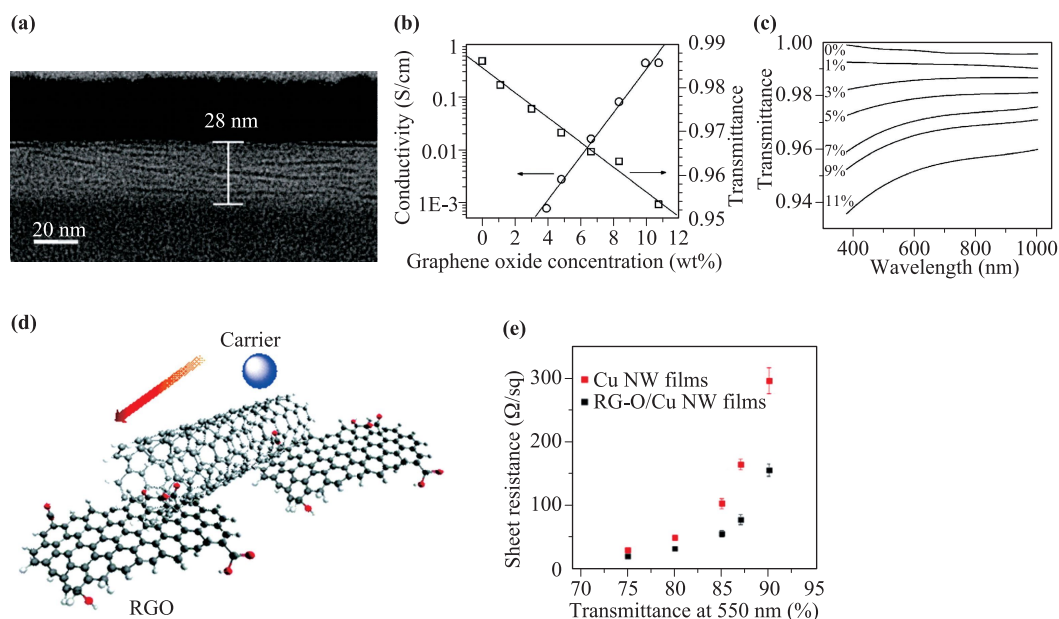 (a)
28 nm
20 nm
(b)
Conductivity (S/cm)
1
0.1
0.01
1E-3
0.99
0.98
0.97
0.96
0.95
Transmittance
0 2 4 6 8 10 12
Graphene oxide concentration (wt%)
(c)
Transmittance
1.00
0.98
0.96
0.94
0%
1%
3%
5%
7%
9%
11%
400 600 800 1000
Wavelength (nm)
(d)
Carrier
RGO
(e)
Sheet resistance (Ω/sq)
300
200
100
0
Cu NW films
RG-O/Cu NW films
70 75 80 85 90 95
Transmittance at 550 nm (%)